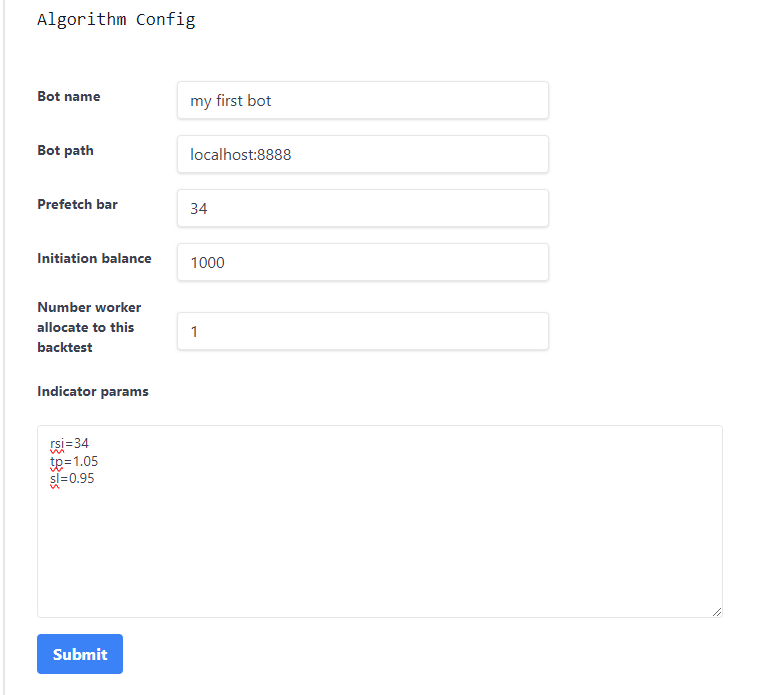 Algorithm Config
Bot name
my first bot
Bot path
localhost:8888
Prefetch bar
34
Initiation balance
1000
Number worker
allocate to this
backtest
1
Indicator params
rsi=34
tp=1.05
sl=0.95
Submit